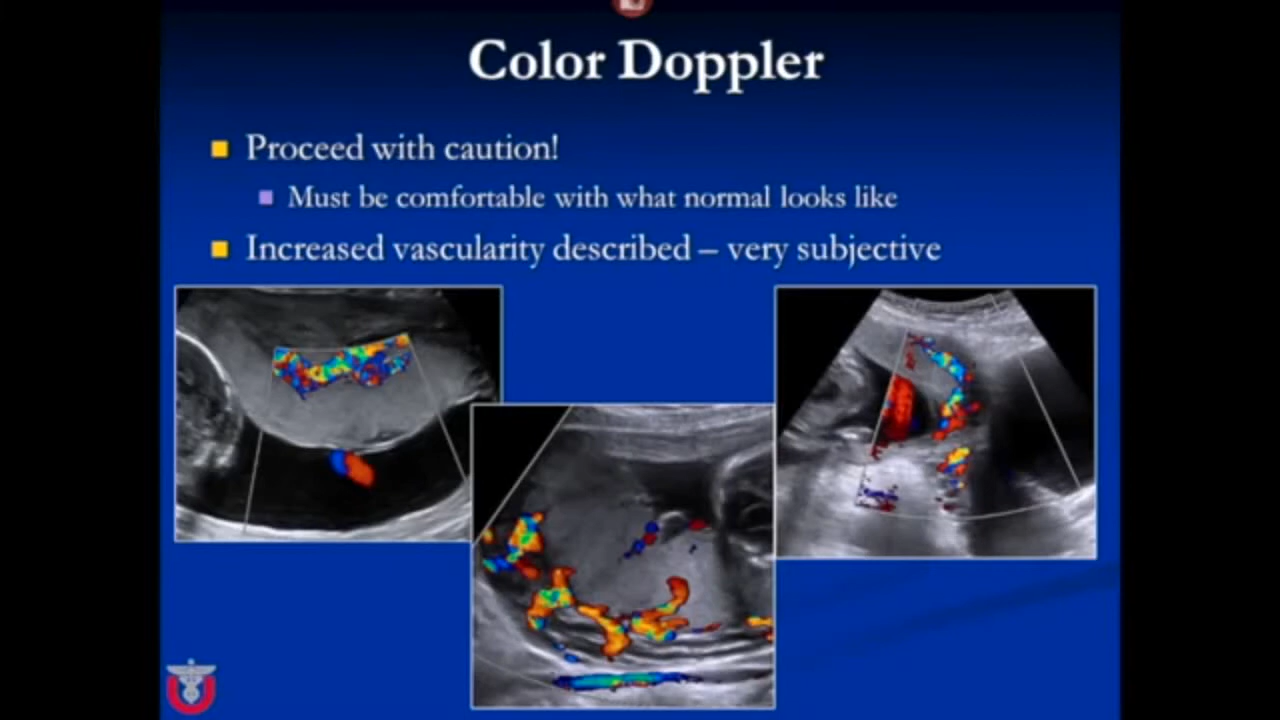 Color Doppler
Proceed with caution!
Must be comfortable with what normal looks like
Increased vascularity described – very subjective